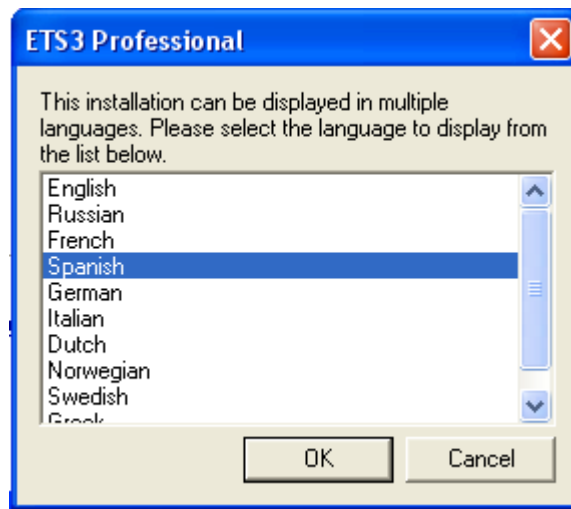 ETS3 Professional
This installation can be displayed in multiple
languages. Please select the language to display from
the list below.
English
Russian
French
Spanish
German
Italian
Dutch
Norwegian
Swedish
Greek
OK
Cancel